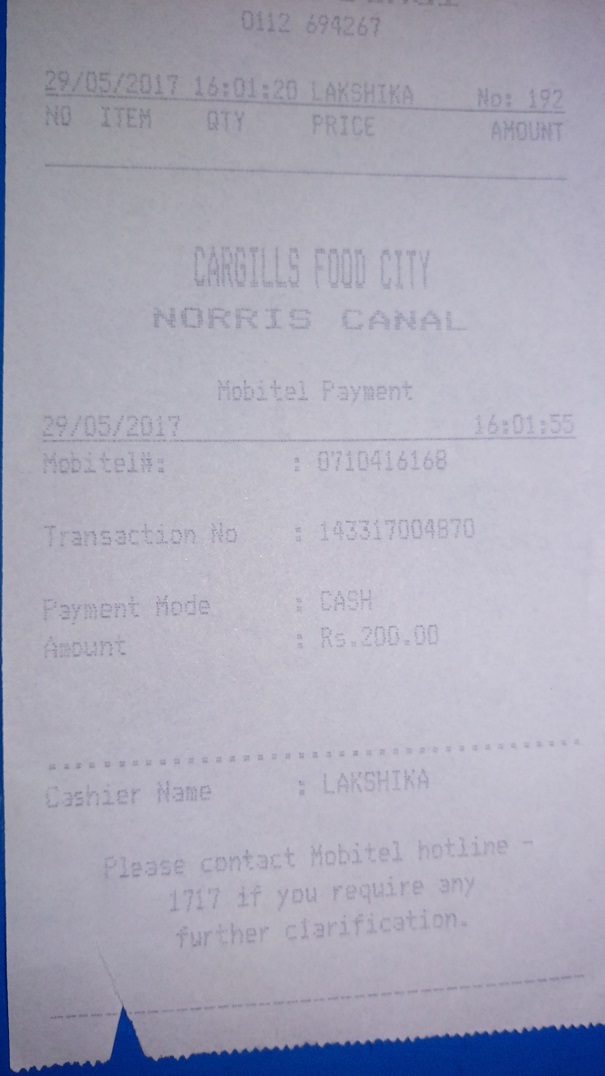 0112 694267
29/05/2017 16:01:20 LAKSHIKA No: 192
NO ITEM QTY PRICE AMOUNT
CARGILLS FOOD CITY
NORRIS CANAL
Mobitel Payment
29/05/2017 16:01:55
Mobitel#: : 0710416168
Transaction No : 143317004870
Payment Mode : CASH
Amount : Rs.200.00
Cashier Name : LAKSHIKA
Please contact Mobitel hotline -
1717 if you require any
further clarification.